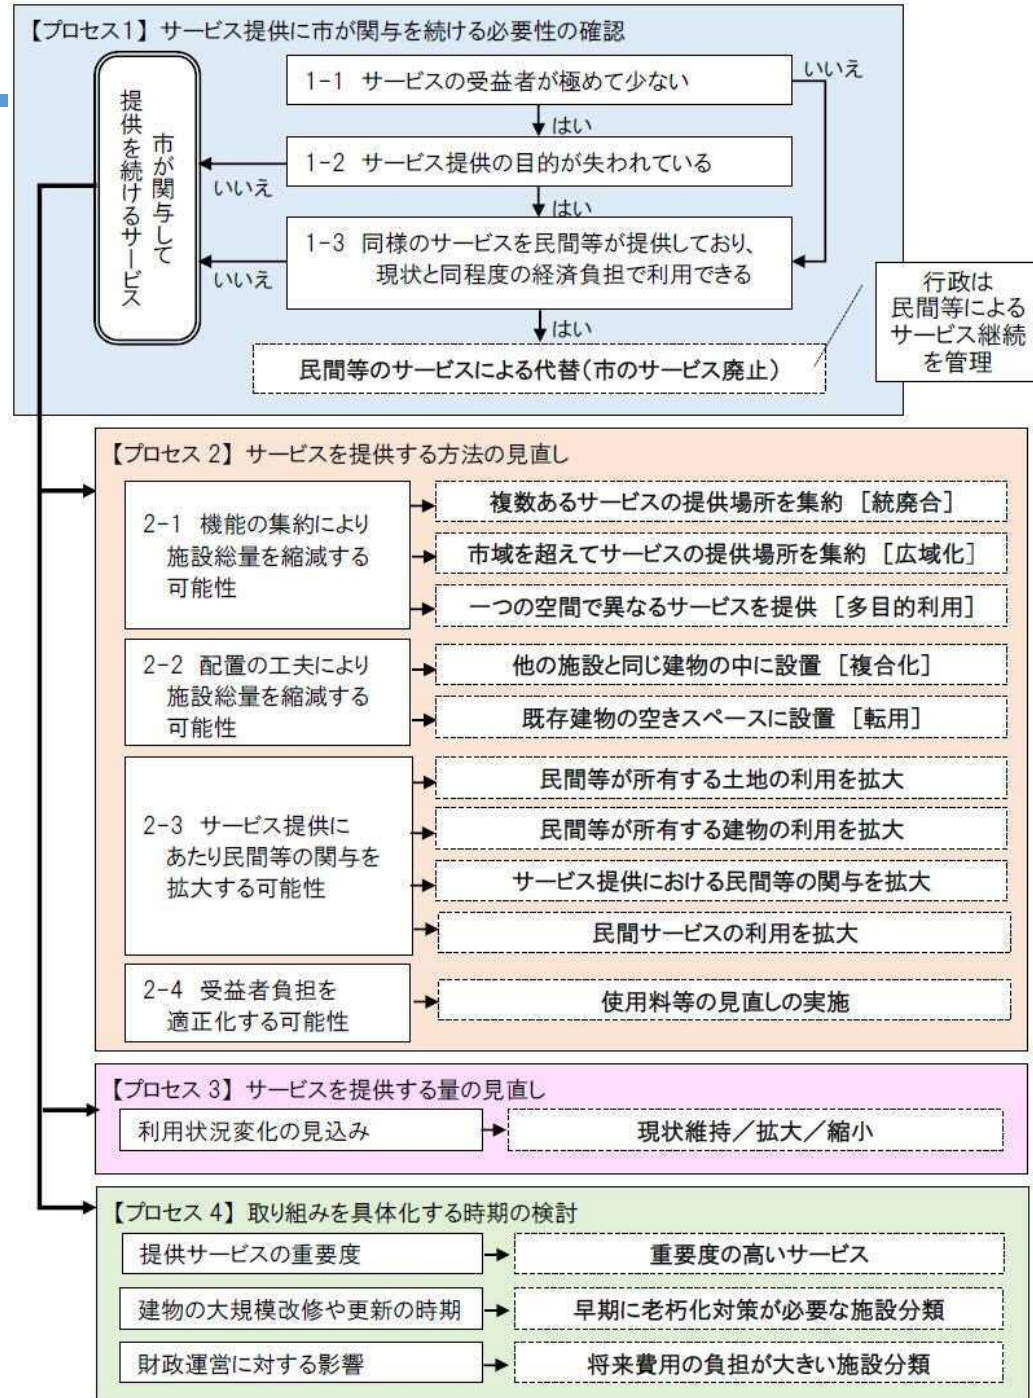 【プロセス1】 サービス提供に市が関与を続ける必要性の確認
市が関与して
提供を続けるサービス
1-1 サービスの受益者が極めて少ない
いいえ
はい
1-2 サービス提供の目的が失われている
いいえ
はい
1-3 同様のサービスを民間等が提供しており、
現状と同程度の経済負担で利用できる
いいえ
はい
民間等のサービスによる代替(市のサービス廃止)
行政は
民間等による
サービス継続
を管理
【プロセス 2】 サービスを提供する方法の見直し
2-1 機能の集約により
施設総量を縮減する
可能性
複数あるサービスの提供場所を集約 [統廃合]
市域を超えてサービスの提供場所を集約 [広域化]
一つの空間で異なるサービスを提供 [多目的利用]
2-2 配置の工夫により
施設総量を縮減する
可能性
他の施設と同じ建物の中に設置 [複合化]
既存建物の空きスペースに設置 [転用]
2-3 サービス提供に
あたり民間等の関与を
拡大する可能性
民間等が所有する土地の利用を拡大
民間等が所有する建物の利用を拡大
サービス提供における民間等の関与を拡大
民間サービスの利用を拡大
2-4 受益者負担を
適正化する可能性
使用料等の見直しの実施
【プロセス 3】 サービスを提供する量の見直し
利用状況変化の見込み
現状維持/拡大/縮小
【プロセス 4】 取り組みを具体化する時期の検討
提供サービスの重要度
重要度の高いサービス
建物の大規模改修や更新の時期
早期に老朽化対策が必要な施設分類
財政運営に対する影響
将来費用の負担が大きい施設分類